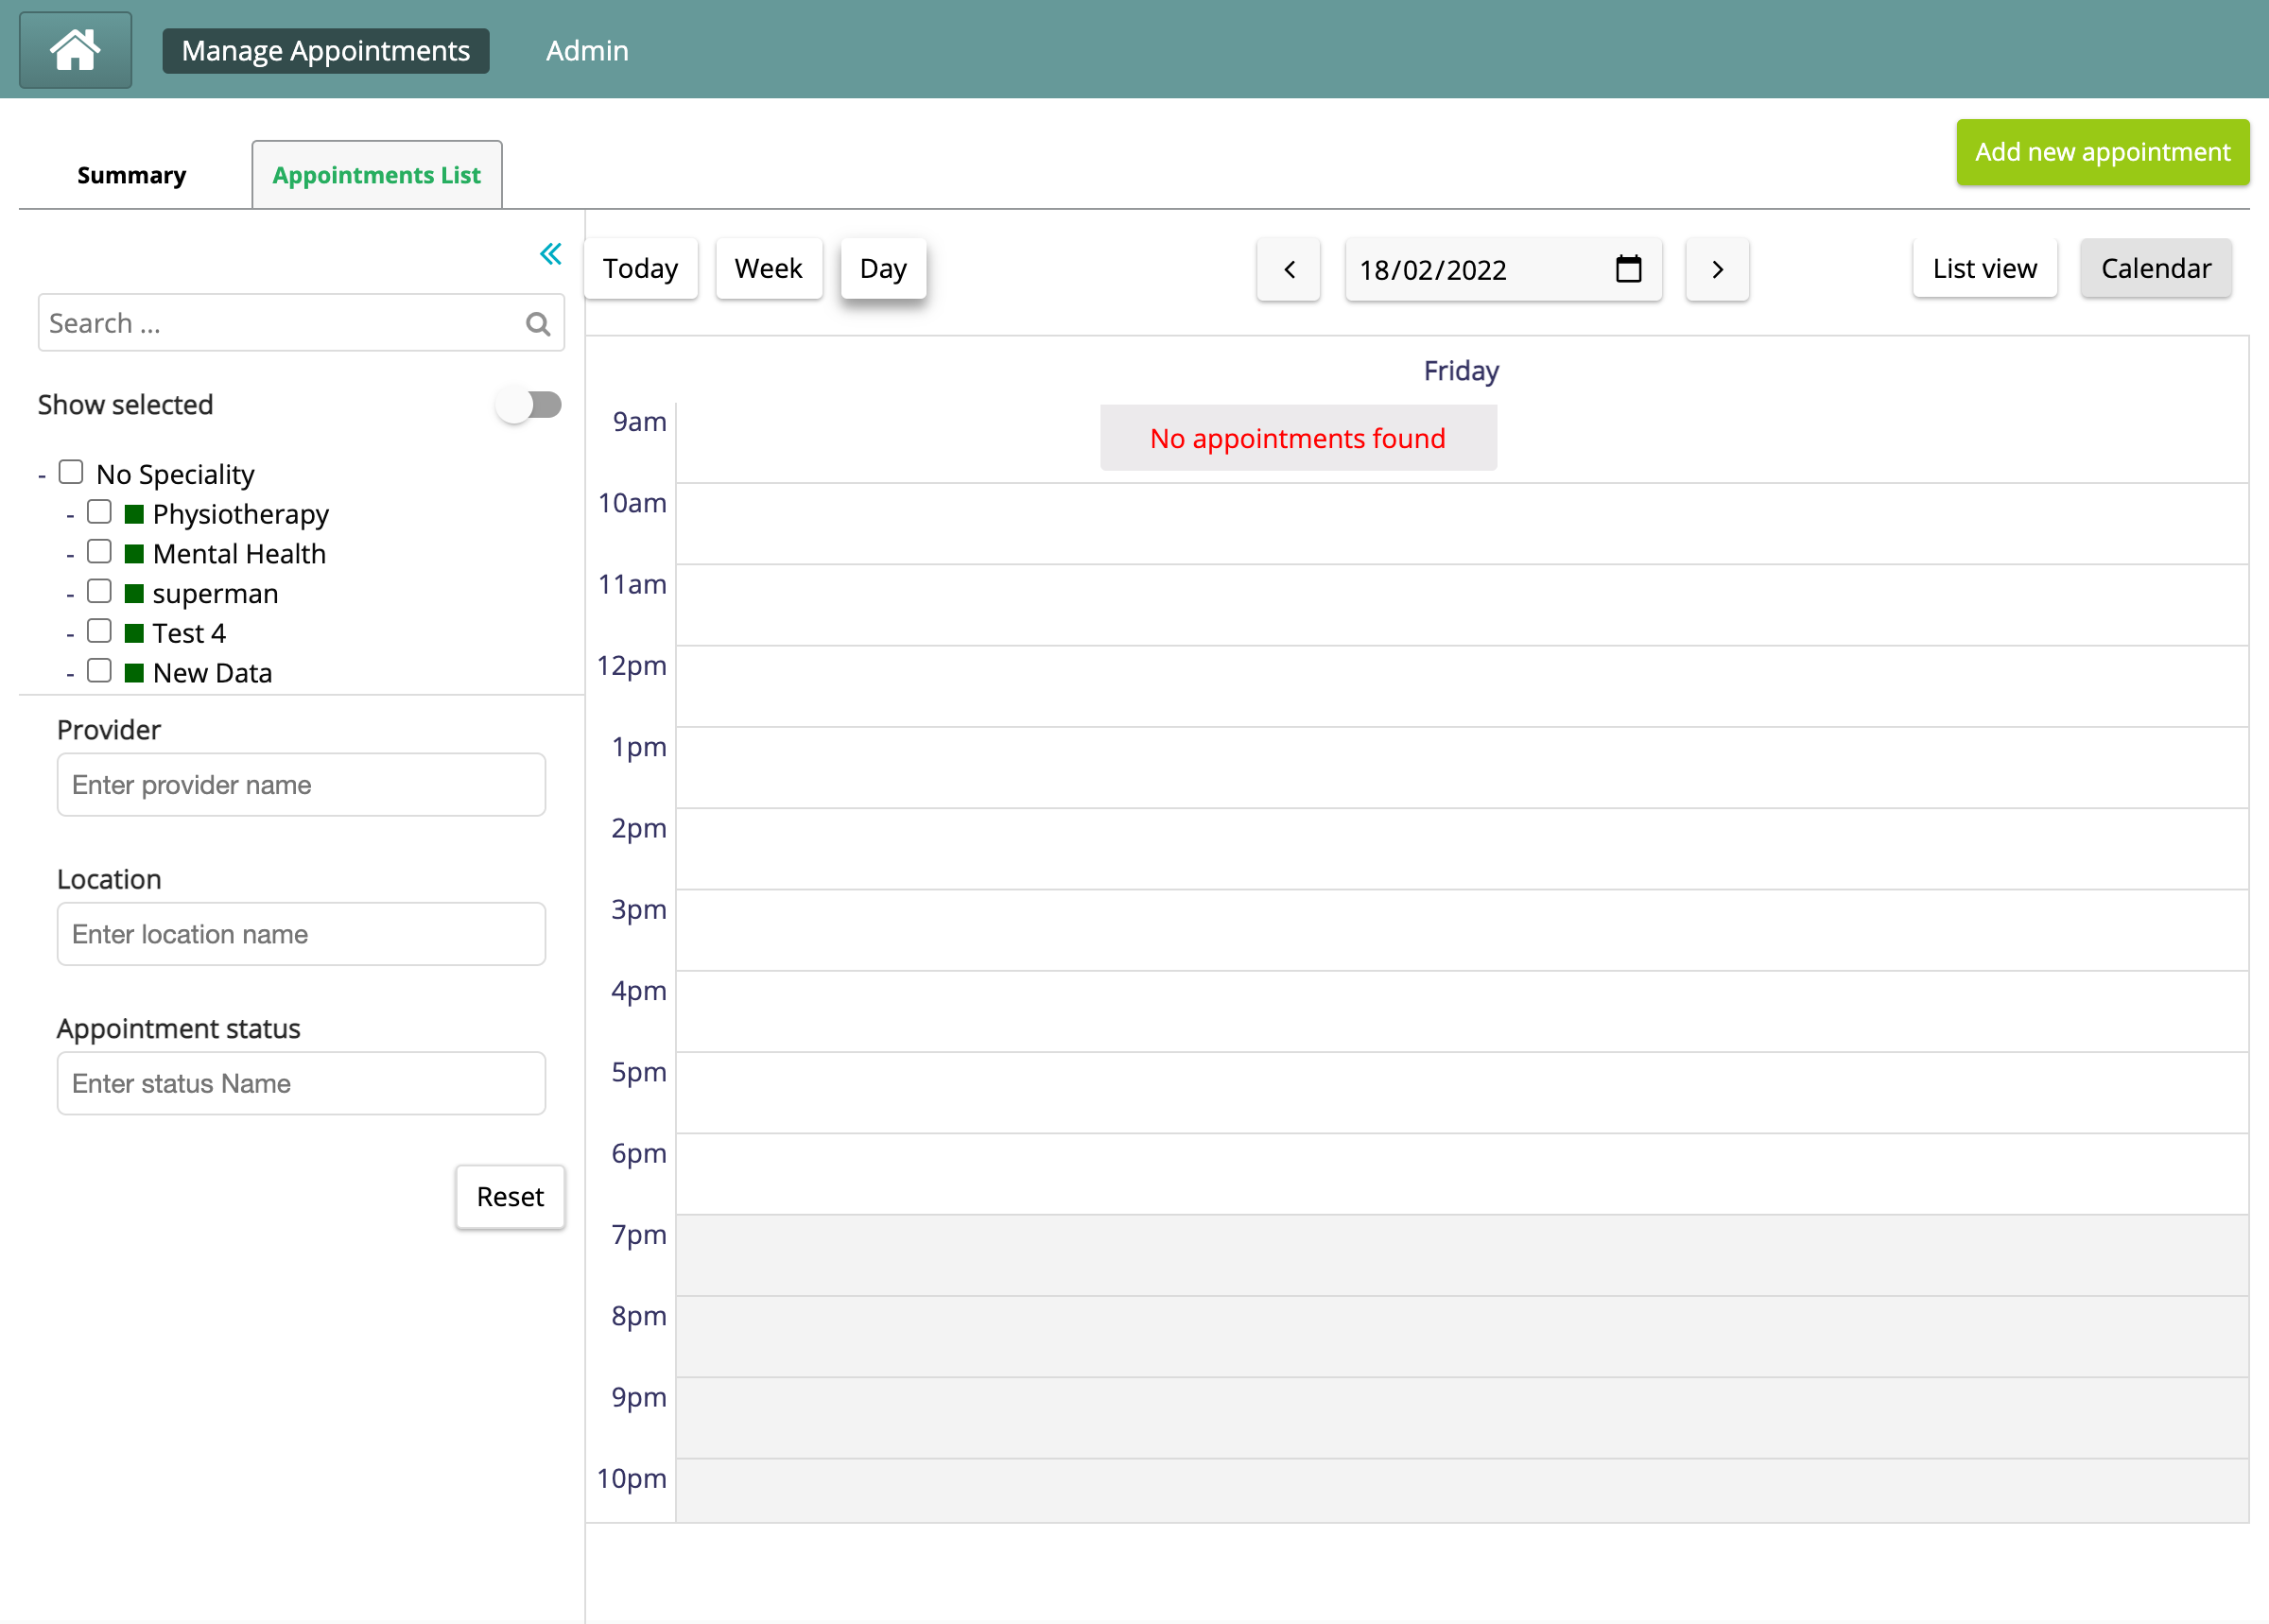 Manage Appointments
Admin
Add new appointment
Summary
Appointments List
Today
Week
Day
18/02/2022
List view
Calendar
Search ...
Show selected
- No Speciality
- Physiotherapy
- Mental Health
- superman
- Test 4
- New Data
Provider
Enter provider name
Location
Enter location name
Appointment status
Enter status Name
Reset
Friday
No appointments found
9am
10am
11am
12pm
1pm
2pm
3pm
4pm
5pm
6pm
7pm
8pm
9pm
10pm